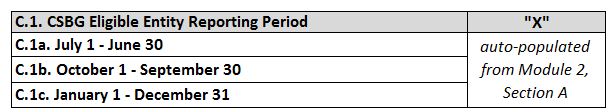 C.1. CSBG Eligible Entity Reporting Period "X"
C.1a. July 1 - June 30
C.1b. October 1 - September 30
C.1c. January 1 - December 31
auto-populated
from Module 2,
Section A